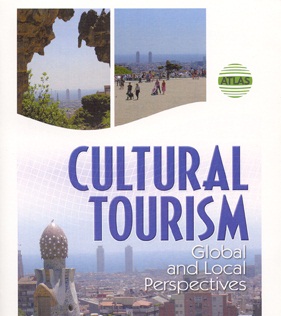 ATLAS
CULTURAL
TOURISM
Global
and Local
Perspectives